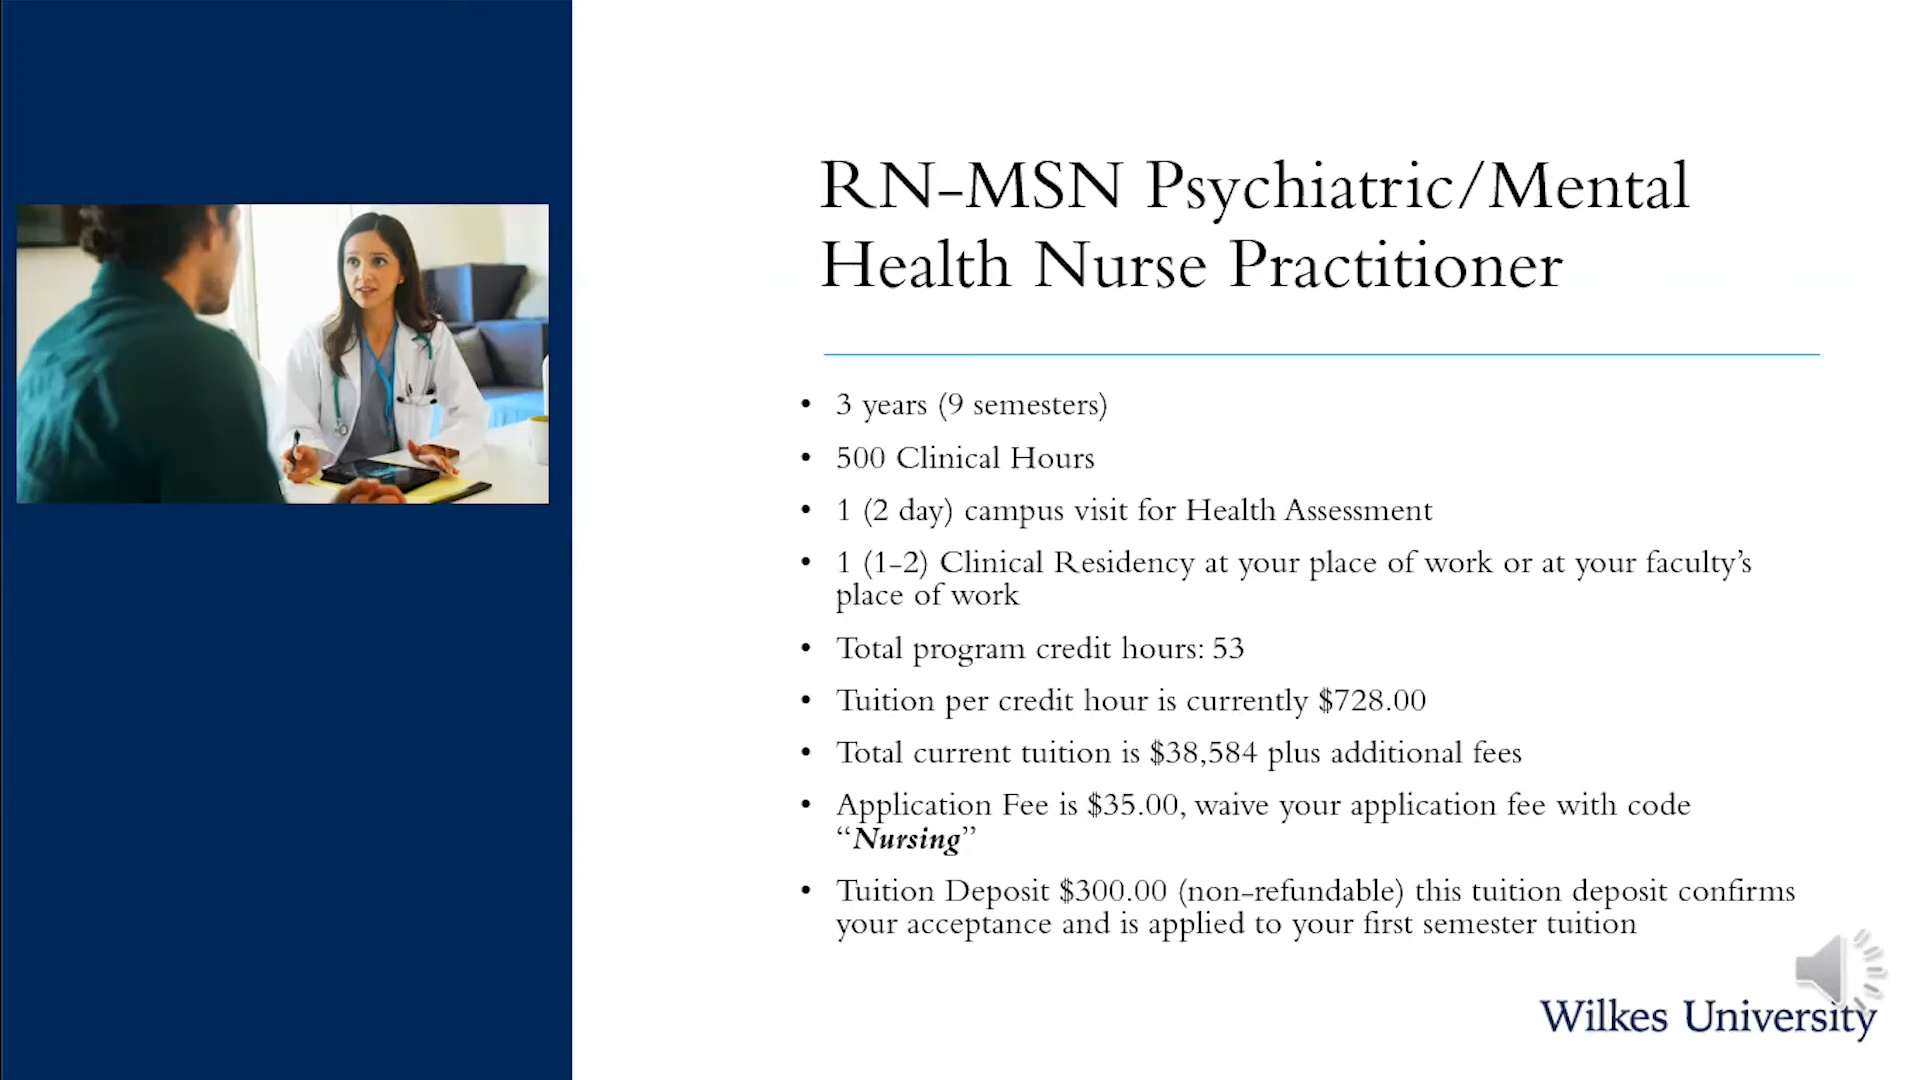 RN-MSN Psychiatric/Mental
Health Nurse Practitioner
• 3 years (9 semesters)
• 500 Clinical Hours
• 1 (2 day) campus visit for Health Assessment
• 1 (1-2) Clinical Residency at your place of work or at your faculty’s
place of work
• Total program credit hours: 53
• Tuition per credit hour is currently $728.00
• Total current tuition is $38,584 plus additional fees
• Application Fee is $35.00, waive your application fee with code
“Nursing”
• Tuition Deposit $300.00 (non-refundable) this tuition deposit confirms
your acceptance and is applied to your first semester tuition
Wilkes University